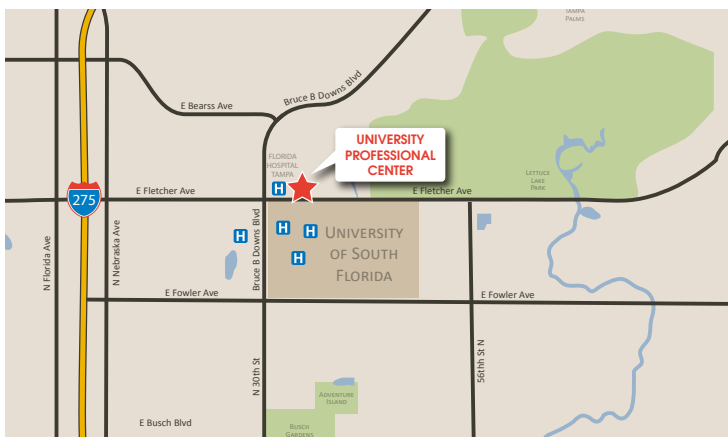 TAMPA
PALMS
Bruce B Downs Blvd
E Bearss Ave
UNIVERSITY
PROFESSIONAL
CENTER
FLORIDA
HOSPITAL
TAMPA
LETTUCE
LAKE
PARK
H
E Fletcher Ave
E Fletcher Ave
275
N Florida Ave
N Nebraska Ave
Bruce B Downs Blvd
H
H
H
H
UNIVERSITY
OF SOUTH
FLORIDA
E Fowler Ave
E Fowler Ave
N 30th St
56thh St N
ADVENTURE
ISLAND
E Busch Blvd
BUSCH
GARDENS